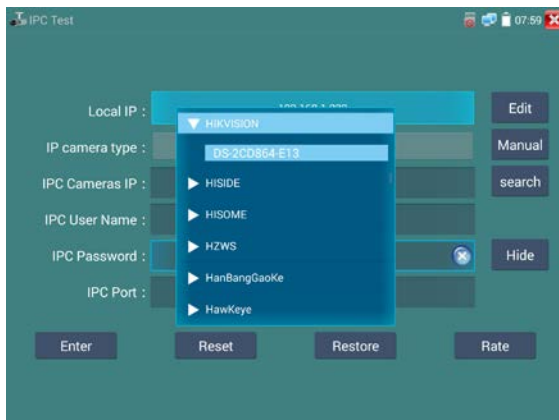 IPC Test
07:59
Local IP :
Edit
HIKVISION
IP camera type :
DS-2CD864-E13
Manual
IPC Cameras IP :
HISIDE
search
IPC User Name :
HISOME
IPC Password :
HZWS
Hide
HanBangGaoKe
IPC Port :
HawKeye
Enter
Reset
Restore
Rate